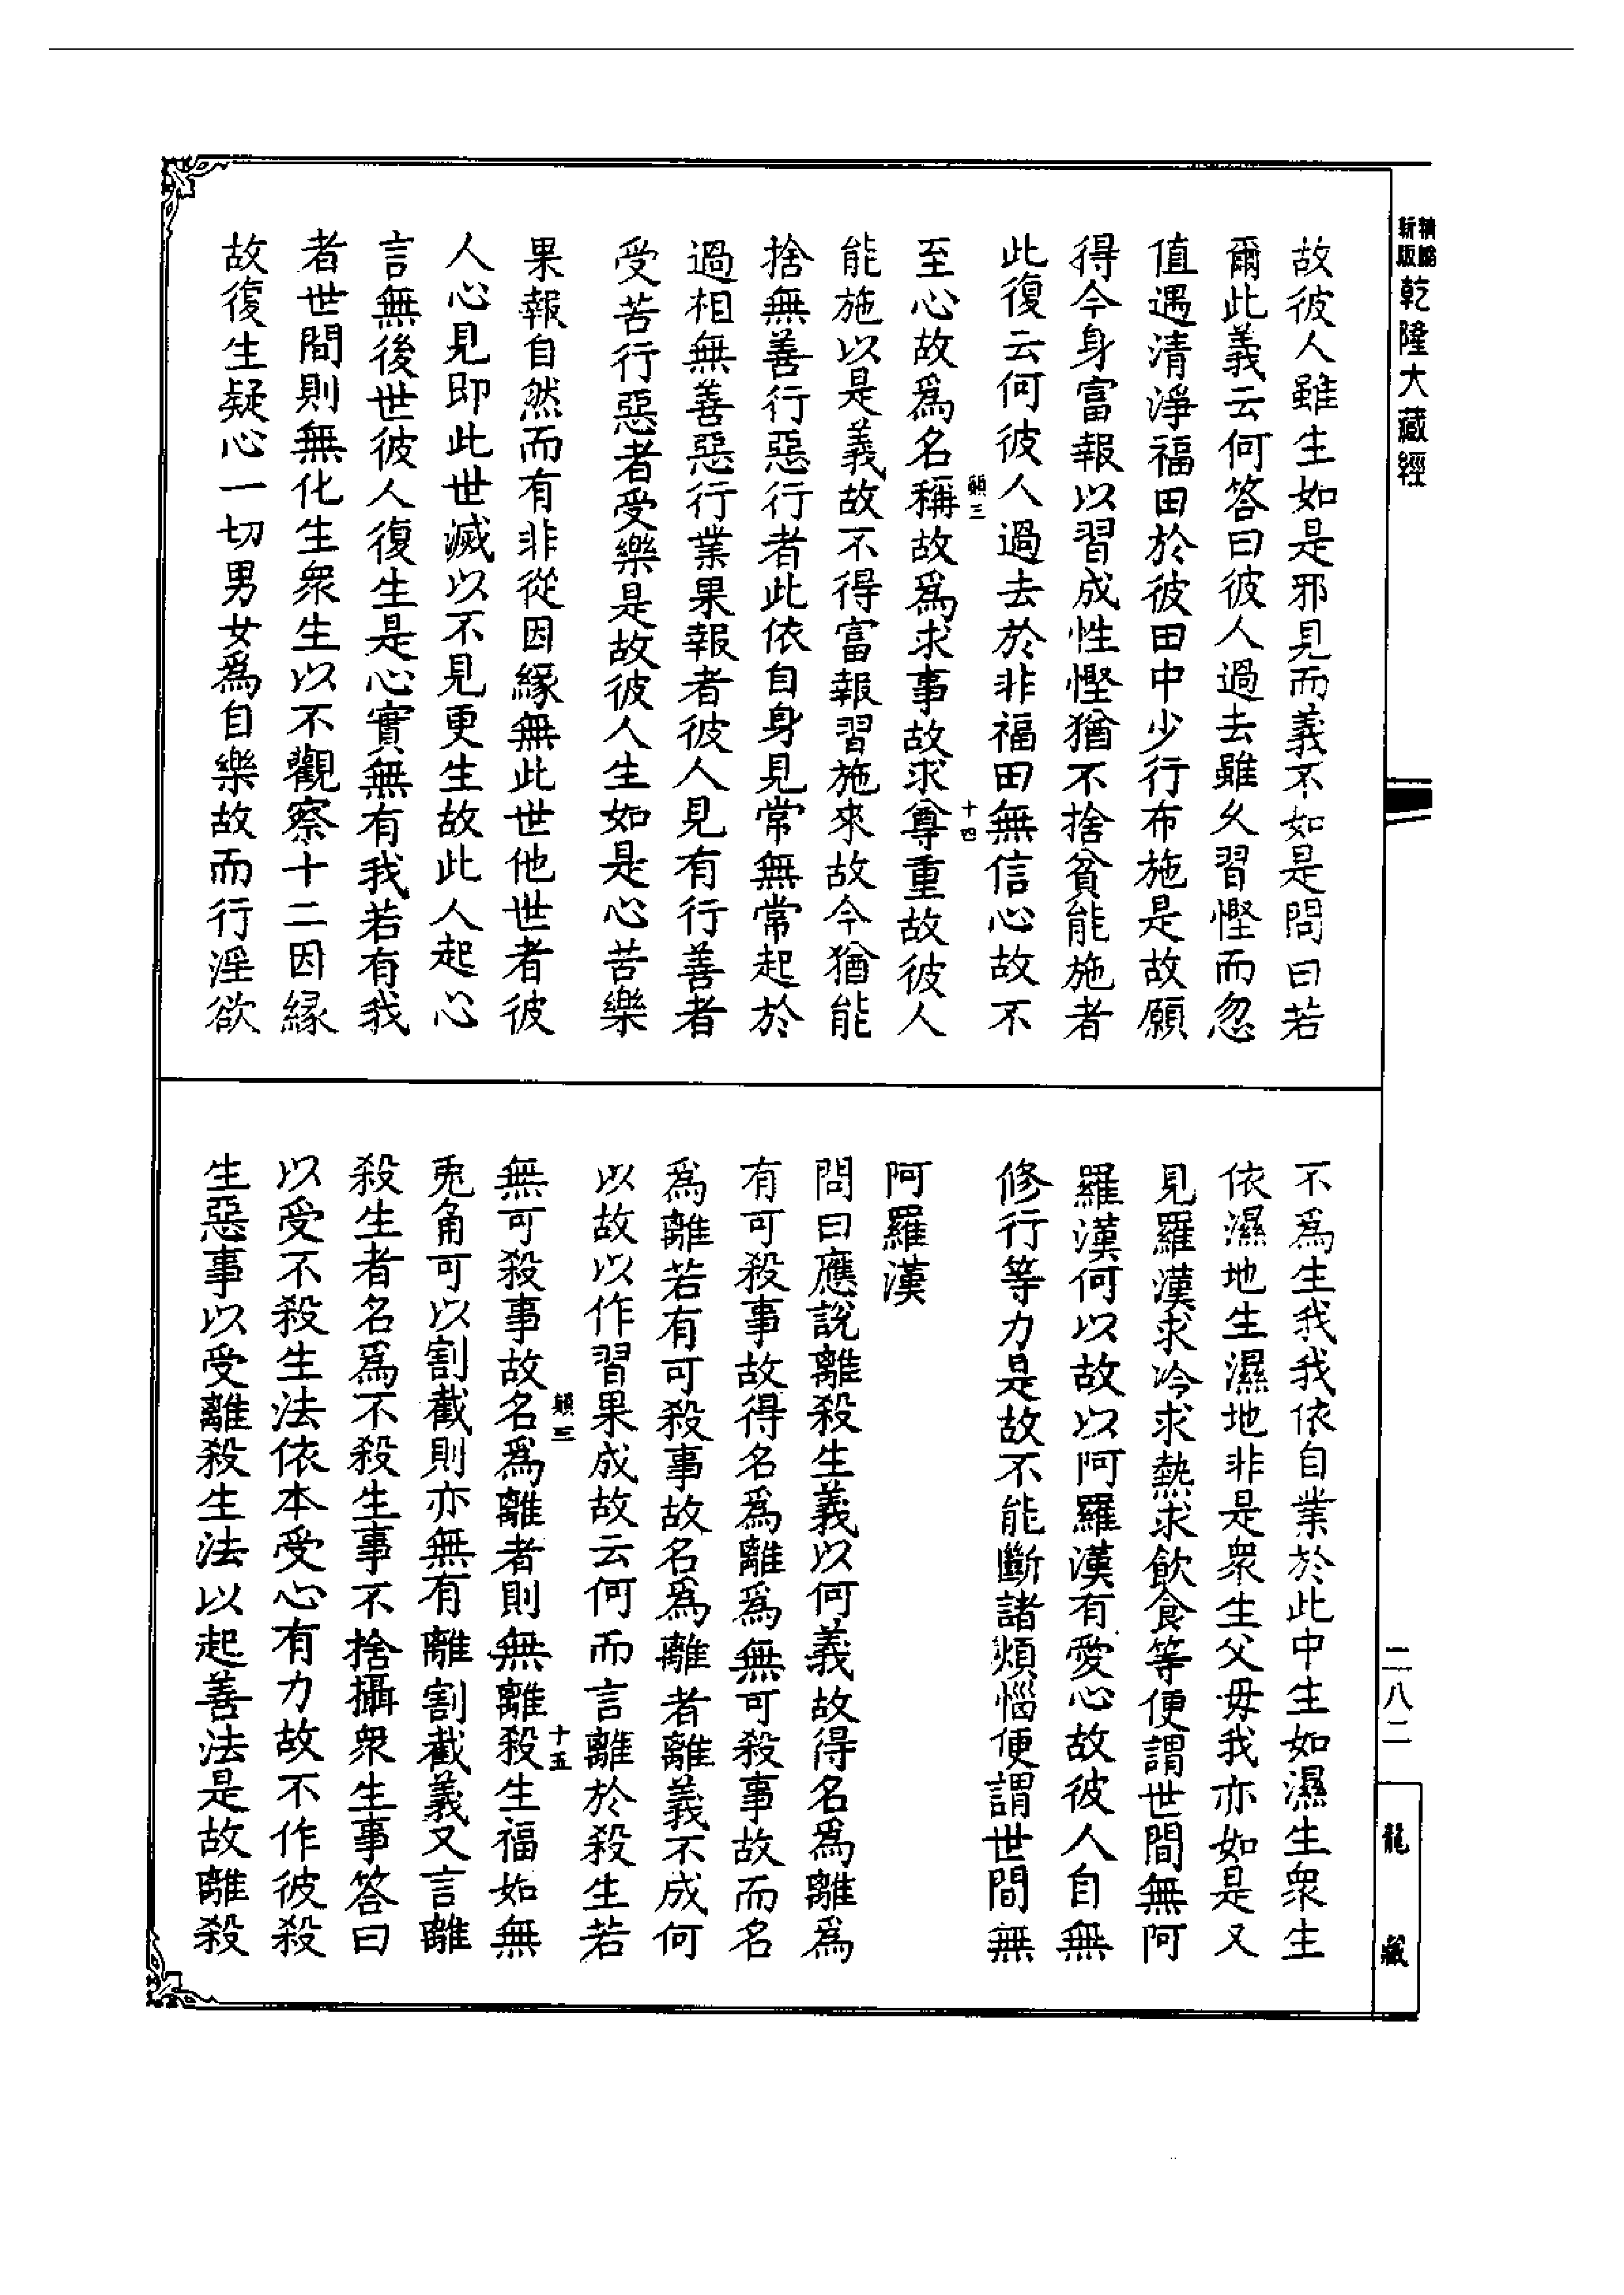 精縮新版 乾隆大藏經
故彼人雖生如是邪見而義不如是問曰若
爾此義云何答曰彼人過去雖久習慳而忽
值遇清淨福田於彼田中少行布施是故願
得今身富報以習成性慳猶不捨貧能施者
此復云何彼人過去於非福田無信心故不
至心故爲名稱故爲求事故求尊重故彼人
能施以是義故不得富報習施來故今猶能
捨無善行惡行者此依自身見常無常起於
過相無善惡行業果報者彼人見有行善者
受苦行惡者受樂是故彼人生如是心苦樂
果報自然而有非從因緣無此世他世者彼
人心見即此世滅以不見更生故此人起心
言無後世彼人復生是心實無有我若有我
者世間則無化生衆生以不觀察十二因緣
故復生疑心一切男女爲自樂故而行淫欲
不爲生我我依自業於此中生如濕生衆生
依濕地生濕地非是衆生父母我亦如是又
見羅漢求冷求熱求飲食等便謂世間無阿
羅漢何以故以阿羅漢有愛心故彼人自無
修行等力是故不能斷諸煩惱便謂世間無
阿羅漢
問曰應說離殺生義以何義故得名爲離爲
有可殺事故得名爲離爲無可殺事故而名
爲離若有可殺事故名爲離者離義不成何
以故以作習果成故云何而言離於殺生若
無可殺事故名爲離者則無離殺生福如無
兎角可以割截則亦無有離割截義又言離
殺生者名爲不殺生事不捨攝衆生事答曰
以受不殺生法依本受心有力故不作彼殺
生惡事以受離殺生法以起善法是故離殺
三
十四
三
十五
二八二
龍藏